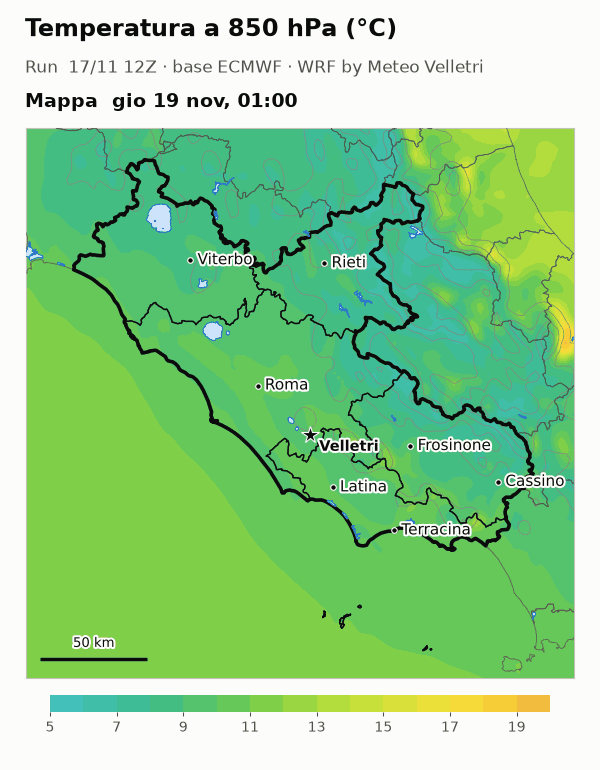 Temperatura a 850 hPa (°C)
Run  17/11 12Z · base ECMWF · WRF by Meteo Velletri
Mappa  gio 19 nov, 01:00
Viterbo
Rieti
Roma
Velletri
Frosinone
Latina
Cassino
Terracina
50 km
5 7 9 11 13 15 17 19